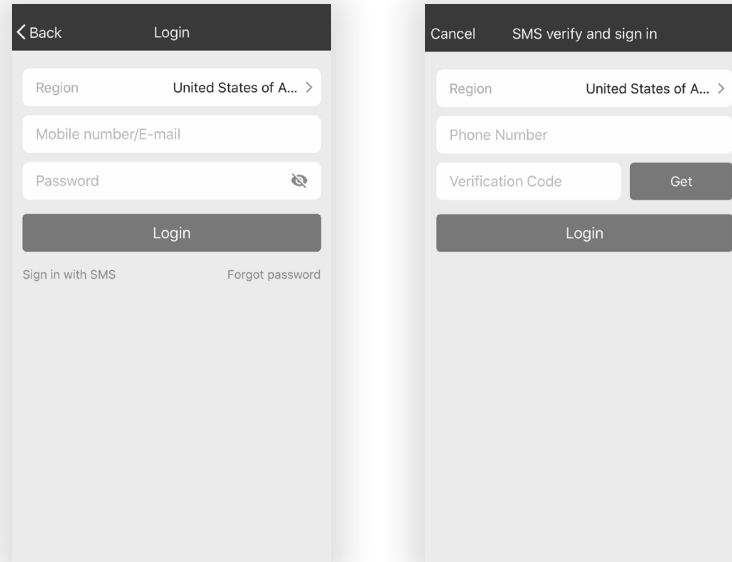 Back
Login
Region
United States of A...
Mobile number/E-mail
Password
Login
Sign in with SMS
Forgot password
Cancel
SMS verify and sign in
Region
United States of A...
Phone Number
Verification Code
Get
Login